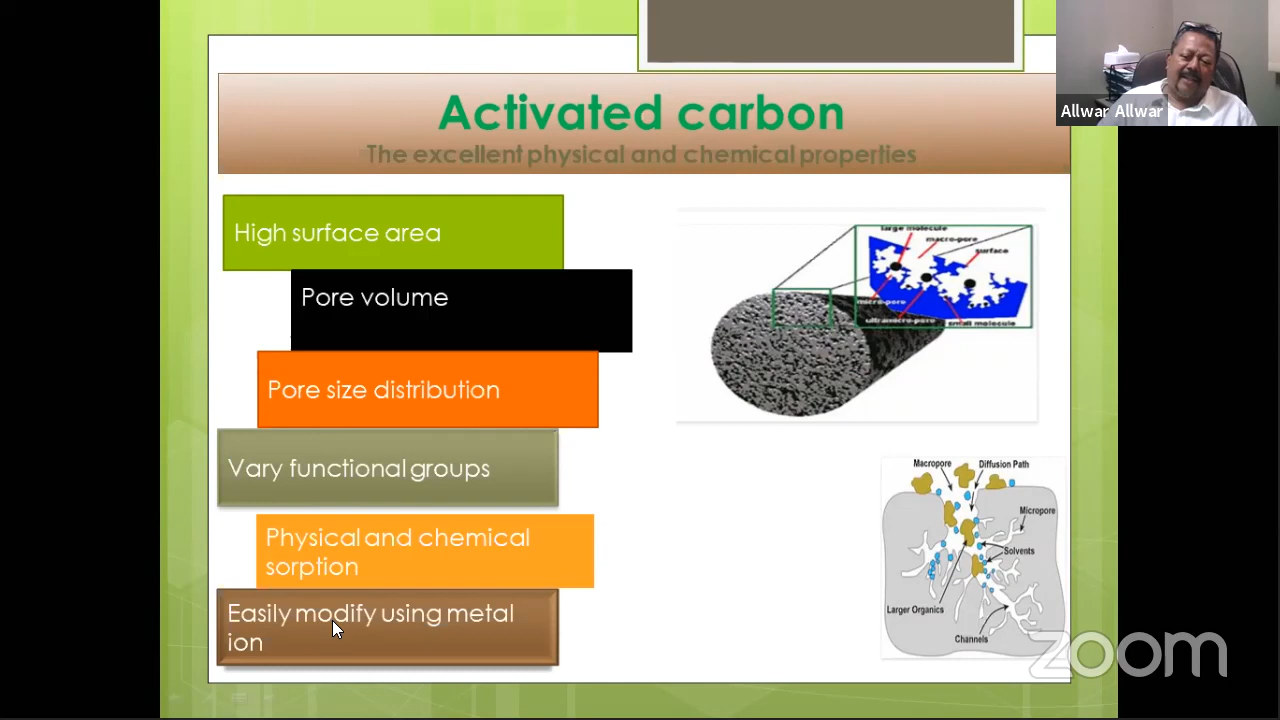 Allwar Allwar
Activated carbon
The excellent physical and chemical properties
High surface area
Pore volume
Pore size distribution
Vary functional groups
Physical and chemical
sorption
Easily modify using metal
ion
large molecule
macro-pore
surface
micro-pore
ultramicro-pore
small molecule
Macropore
Diffusion Path
Micropore
Solvents
Larger Organics
Channels
zoom